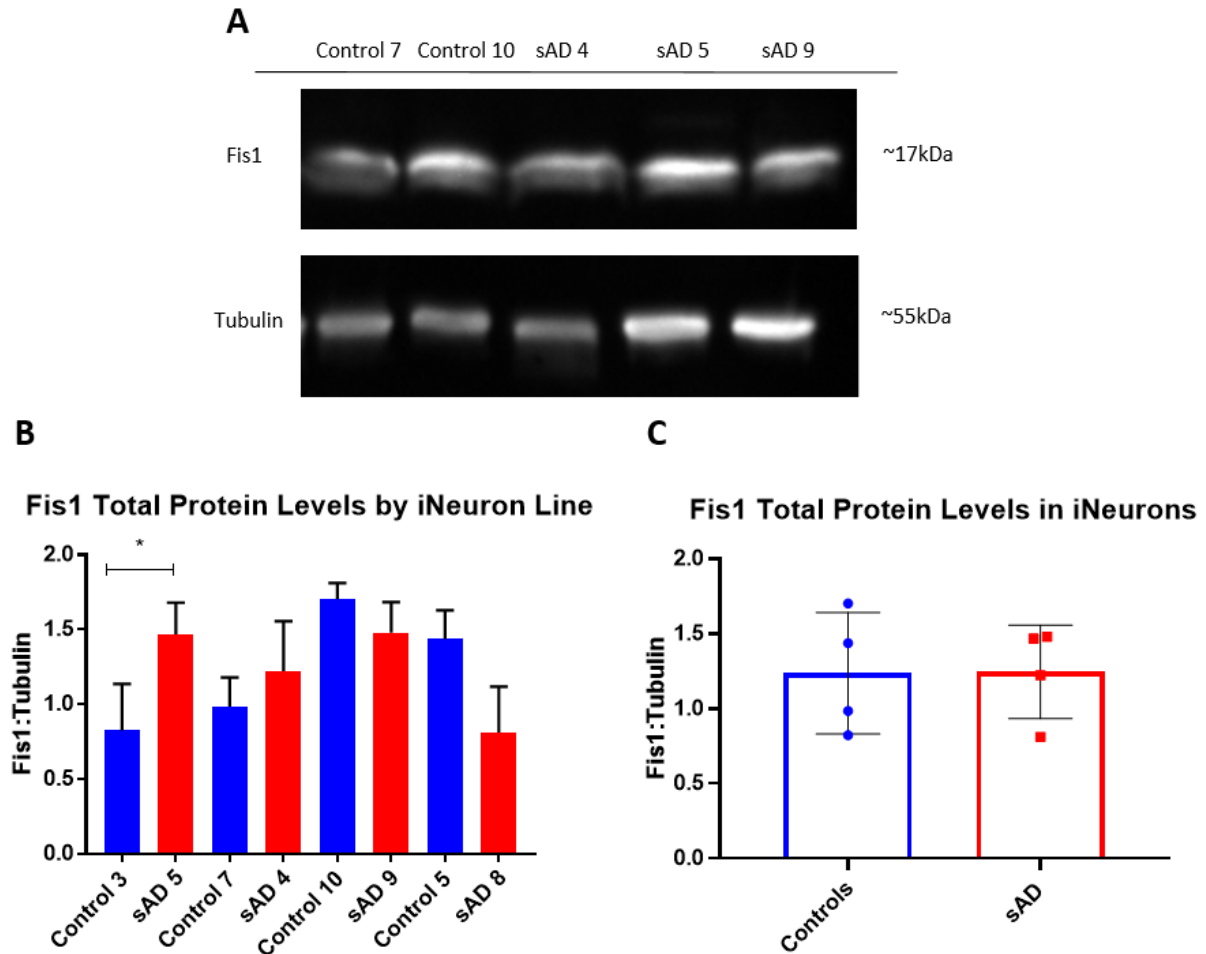 A
Control 7 Control 10 sAD 4 sAD 5 sAD 9
Fis1 ~17kDa
Tubulin ~55kDa
B
Fis1 Total Protein Levels by iNeuron Line
*
Fis1:Tubulin
2.0
1.5
1.0
0.5
0.0
Control 3 sAD 5 Control 7 sAD 4 Control 10 sAD 9 Control 5 sAD 8
C
Fis1 Total Protein Levels in iNeurons
Fis1:Tubulin
2.0
1.5
1.0
0.5
0.0
Controls sAD